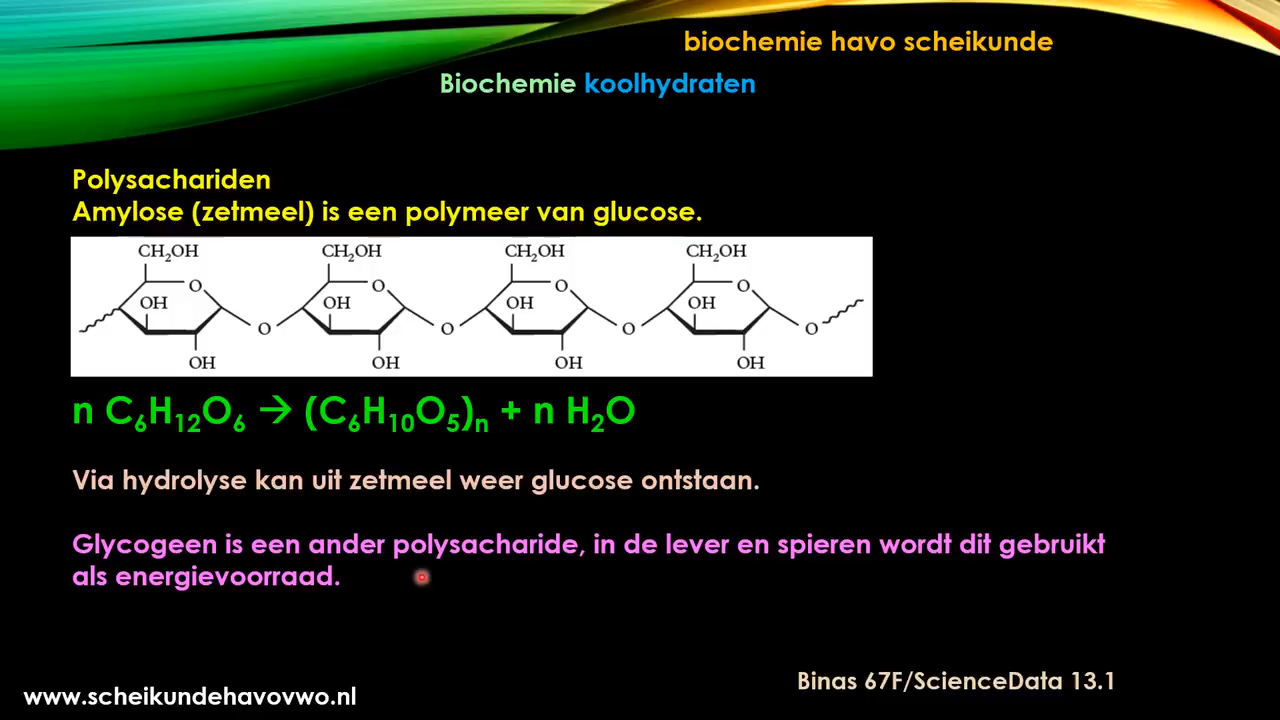 biochemie havo scheikunde
Biochemie koolhydraten
Polysachariden
Amylose (zetmeel) is een polymeer van glucose.
CH₂OH CH₂OH CH₂OH CH₂OH
O O O O
OH OH OH OH
O O O O
OH OH OH OH
n C₆H₁₂O₆ → (C₆H₁₀O₅)ₙ + n H₂O
Via hydrolyse kan uit zetmeel weer glucose ontstaan.
Glycogeen is een ander polysacharide, in de lever en spieren wordt dit gebruikt
als energievoorraad.
Binas 67F/ScienceData 13.1
www.scheikundehavovwo.nl